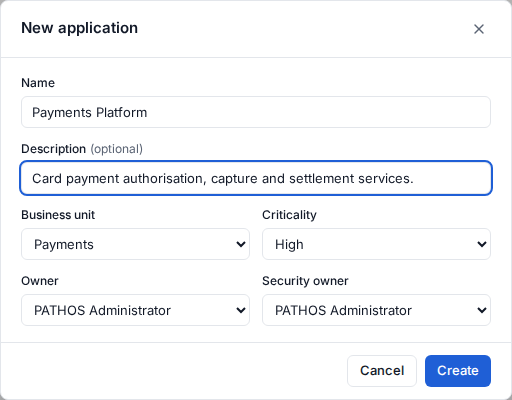 New application
Name
Payments Platform
Description (optional)
Card payment authorisation, capture and settlement services.
Business unit Criticality
Payments High
Owner Security owner
PATHOS Administrator PATHOS Administrator
Cancel Create